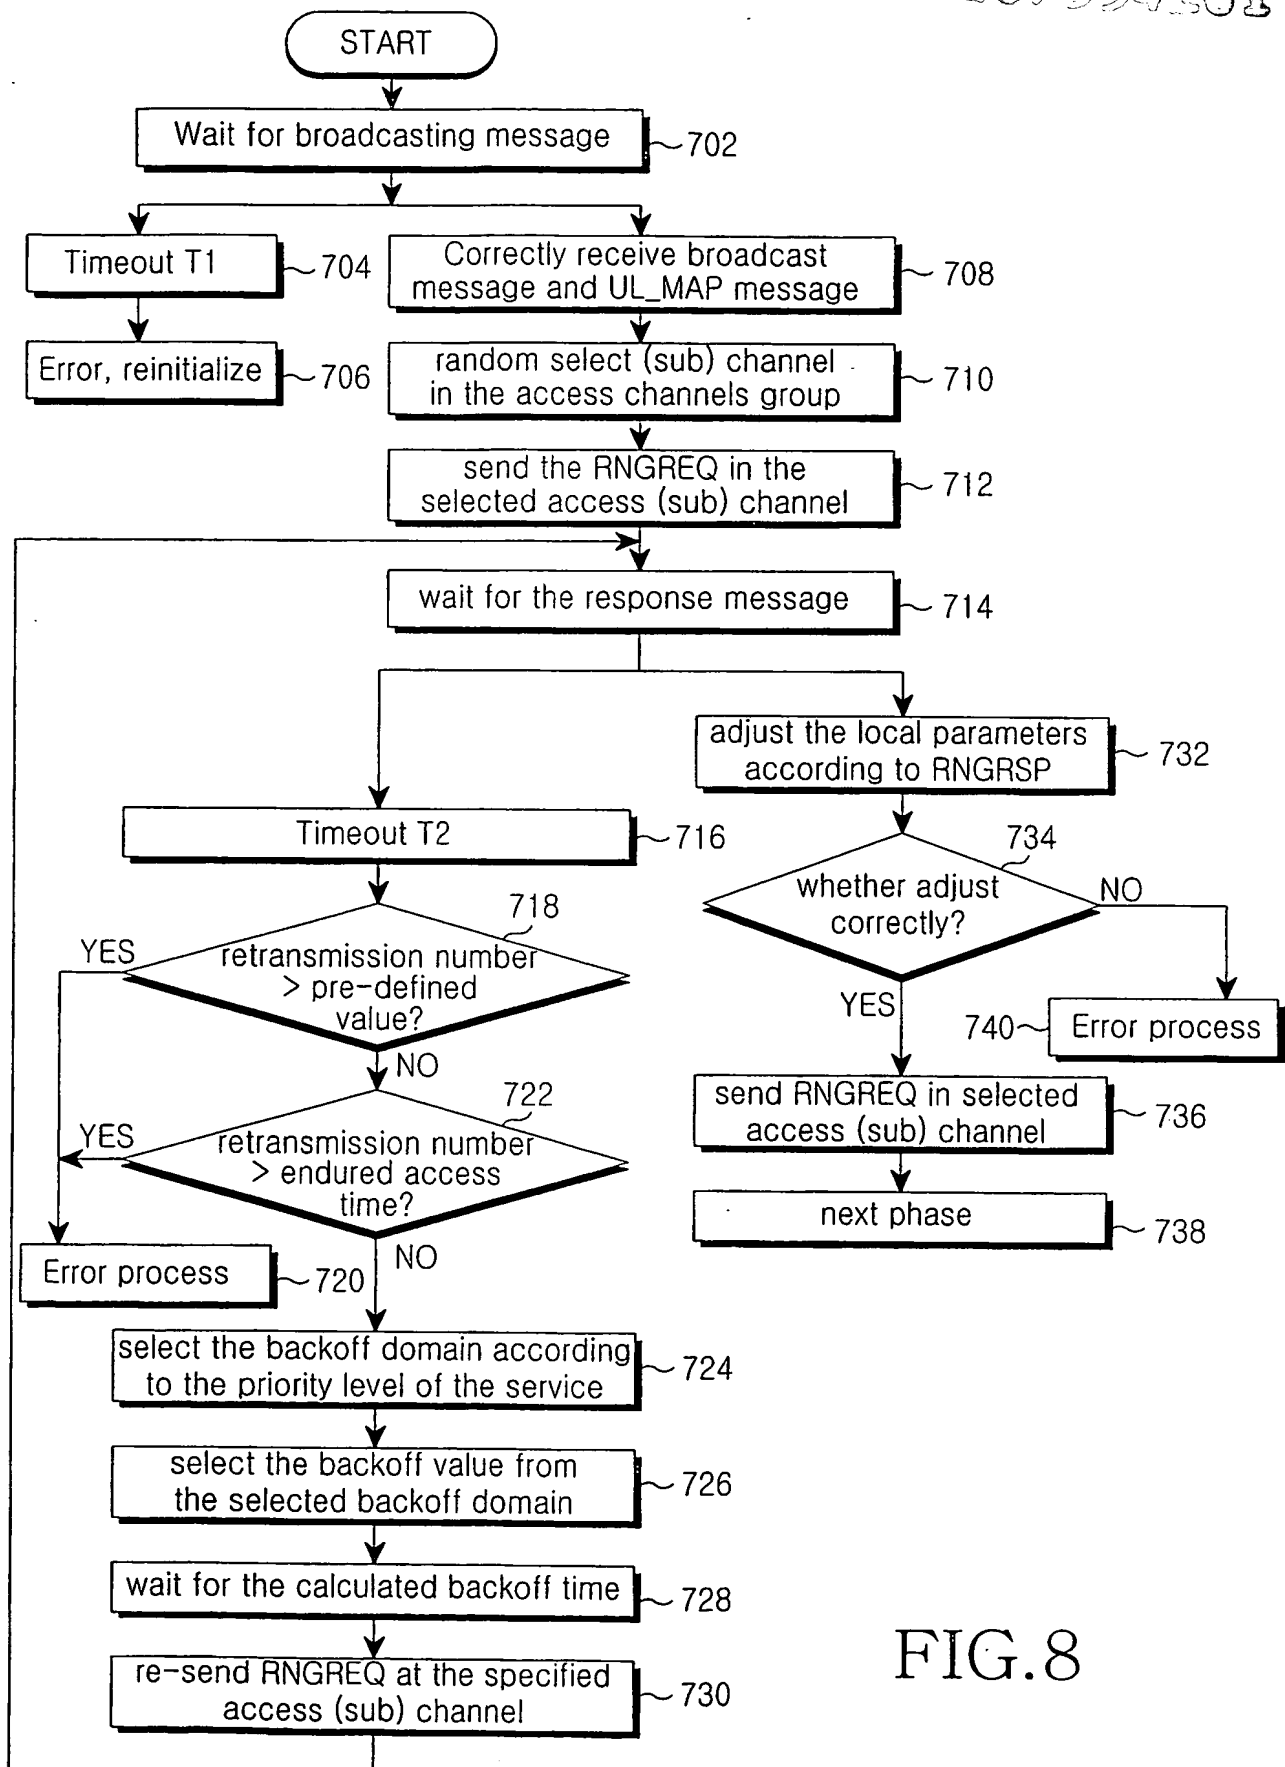 START
Wait for broadcasting message
702
Timeout T1
704
Correctly receive broadcast
message and UL_MAP message
708
Error, reinitialize
706
random select (sub) channel
in the access channels group
710
send the RNGREQ in the
selected access (sub) channel
712
wait for the response message
714
adjust the local parameters
according to RNGRSP
732
Timeout T2
716
734
whether adjust
correctly?
NO
YES
740
Error process
718
YES
retransmission number
> pre-defined
value?
NO
722
YES
retransmission number
> endured access
time?
NO
send RNGREQ in selected
access (sub) channel
736
next phase
738
Error process
720
select the backoff domain according
to the priority level of the service
724
select the backoff value from
the selected backoff domain
726
wait for the calculated backoff time
728
re-send RNGREQ at the specified
access (sub) channel
730
FIG.8